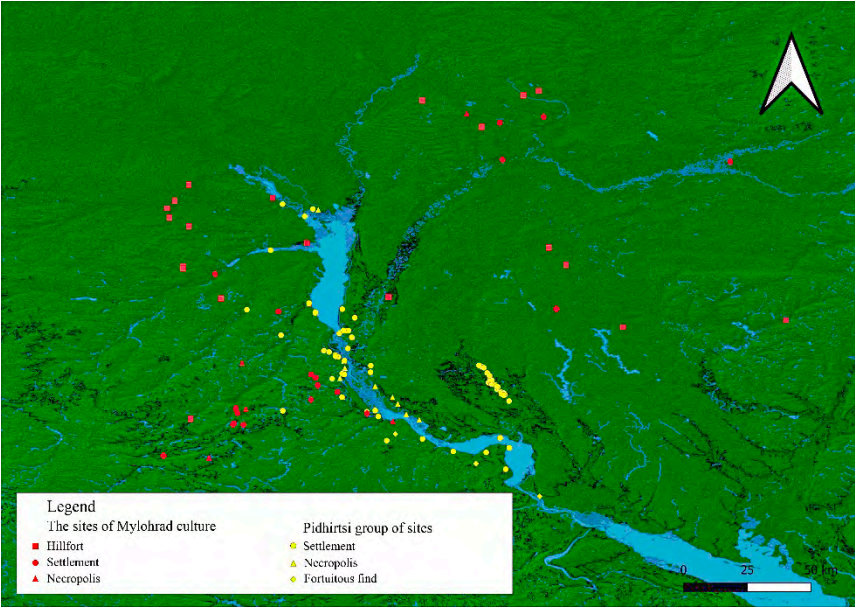 Legend
The sites of Mylohrad culture
Hillfort
Settlement
Necropolis
Pidhirtsi group of sites
Settlement
Necropolis
Fortuitous find
0 25 50 km